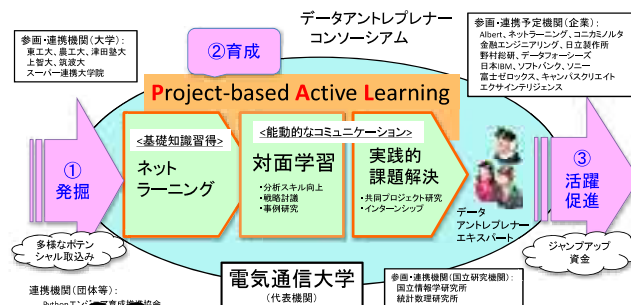 データアントレプレナー
コンソーシアム
参画・連携機関(大学):
東工大、農工大、津田塾大
上智大、筑波大
スーパー連携大学院
参画・連携予定機関(企業):
Albert、ネットラーニング、コニカミノルタ
金融エンジニアリング、日立製作所
野村総研、データフォーシーズ
日本IBM、ソフトバンク、ソニー
富士ゼロックス、キャンパスクリエイト
エクサインテリジェンス
②育成
Project-based Active Learning
①
発掘
<基礎知識習得>
ネット
ラーニング
<能動的なコミュニケーション>
対面学習
・分析スキル向上
・戦略討議
・事例研究
実践的
課題解決
・共同プロジェクト研究
・インターンシップ
データ
アントレプレナー
エキスパート
③
活躍
促進
多様なポテン
シャル取込み
ジャンプアップ
資金
電気通信大学
(代表機関)
連携機関(団体等):
参画・連携機関(国立研究機関):
国立情報学研究所
統計数理研究所